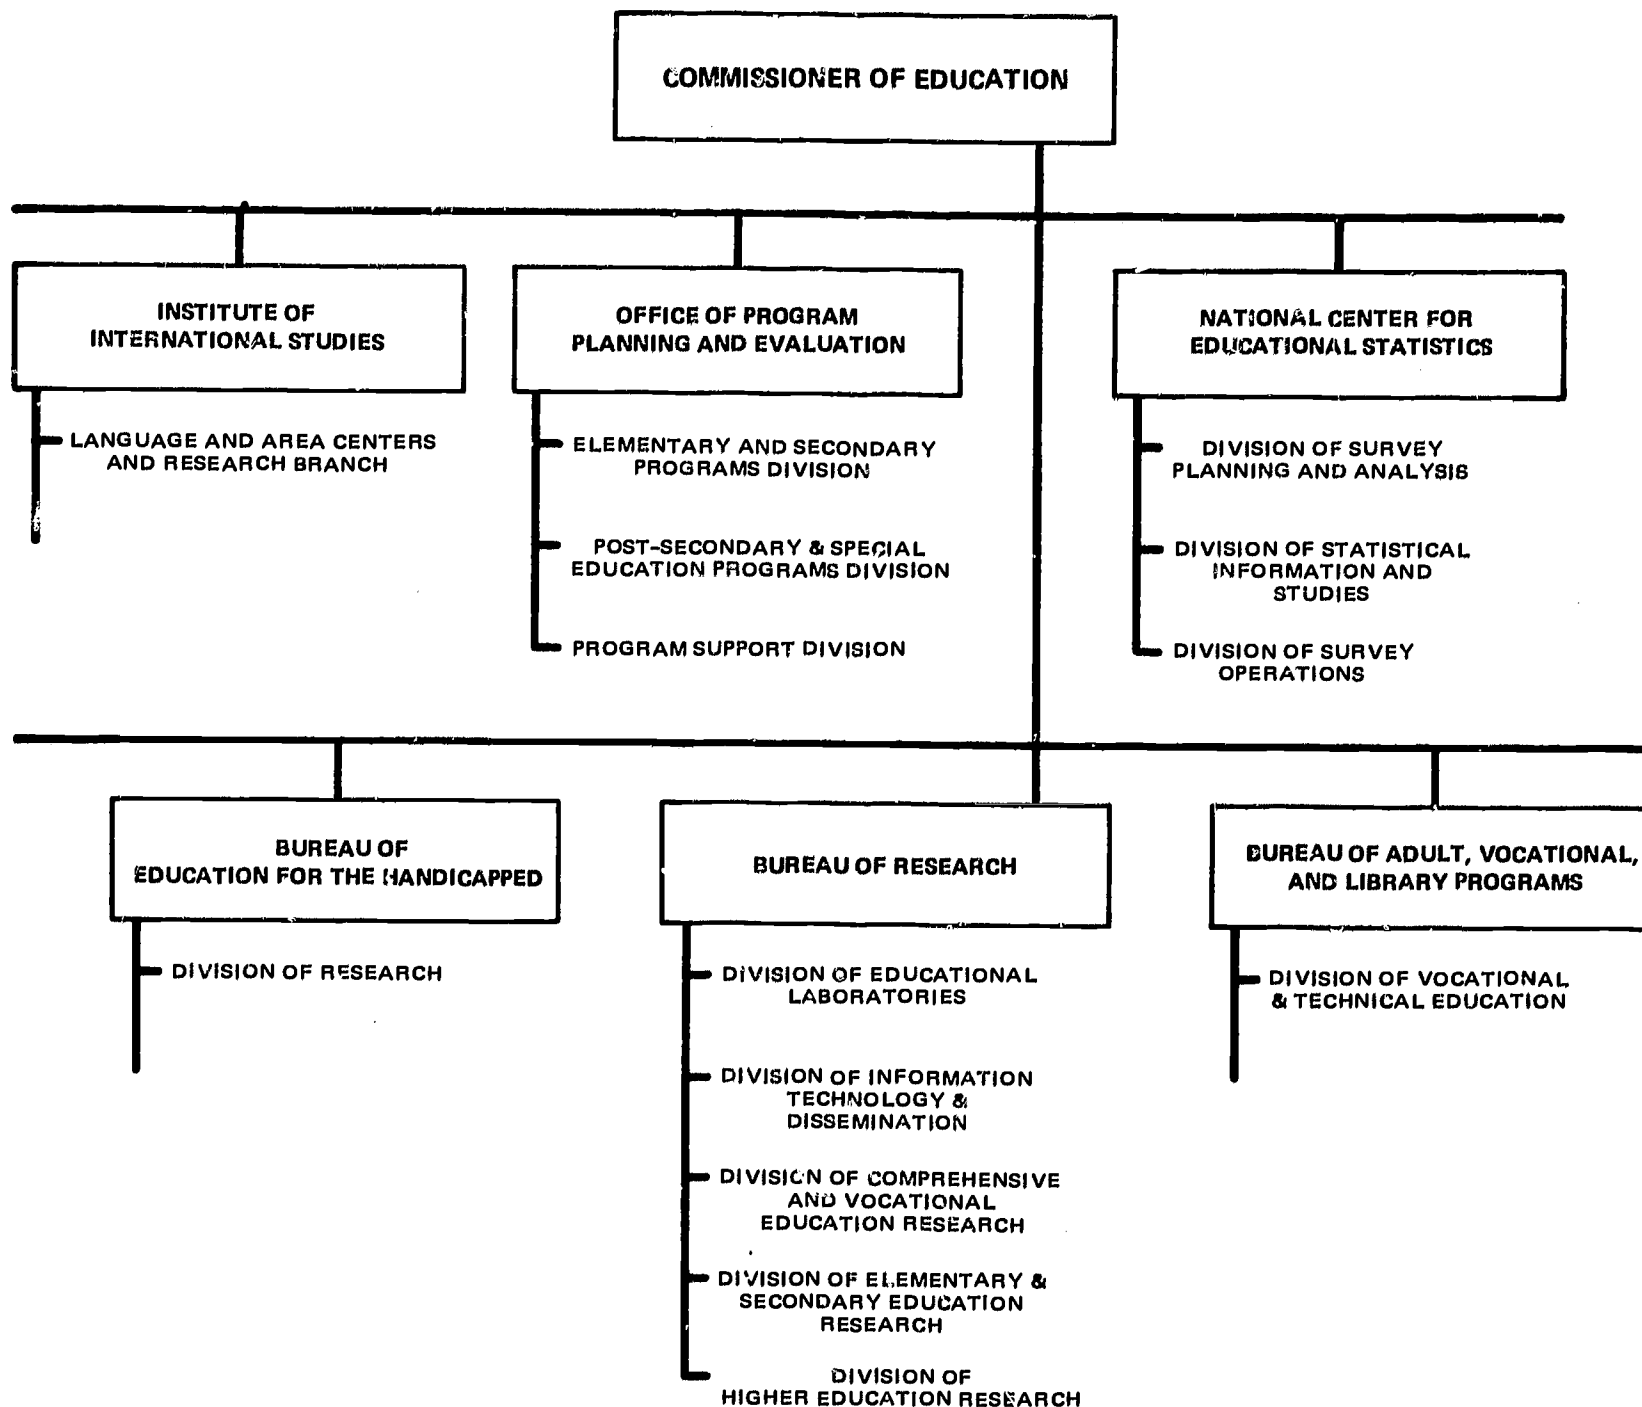 COMMISSIONER OF EDUCATION
INSTITUTE OF
INTERNATIONAL STUDIES
LANGUAGE AND AREA CENTERS
AND RESEARCH BRANCH
OFFICE OF PROGRAM
PLANNING AND EVALUATION
ELEMENTARY AND SECONDARY
PROGRAMS DIVISION
POST-SECONDARY & SPECIAL
EDUCATION PROGRAMS DIVISION
PROGRAM SUPPORT DIVISION
NATIONAL CENTER FOR
EDUCATIONAL STATISTICS
DIVISION OF SURVEY
PLANNING AND ANALYSIS
DIVISION OF STATISTICAL
INFORMATION AND
STUDIES
DIVISION OF SURVEY
OPERATIONS
BUREAU OF
EDUCATION FOR THE HANDICAPPED
DIVISION OF RESEARCH
BUREAU OF RESEARCH
DIVISION OF EDUCATIONAL
LABORATORIES
DIVISION OF INFORMATION
TECHNOLOGY &
DISSEMINATION
DIVISION OF COMPREHENSIVE
AND VOCATIONAL
EDUCATION RESEARCH
DIVISION OF ELEMENTARY &
SECONDARY EDUCATION
RESEARCH
DIVISION OF
HIGHER EDUCATION RESEARCH
BUREAU OF ADULT, VOCATIONAL,
AND LIBRARY PROGRAMS
DIVISION OF VOCATIONAL
& TECHNICAL EDUCATION